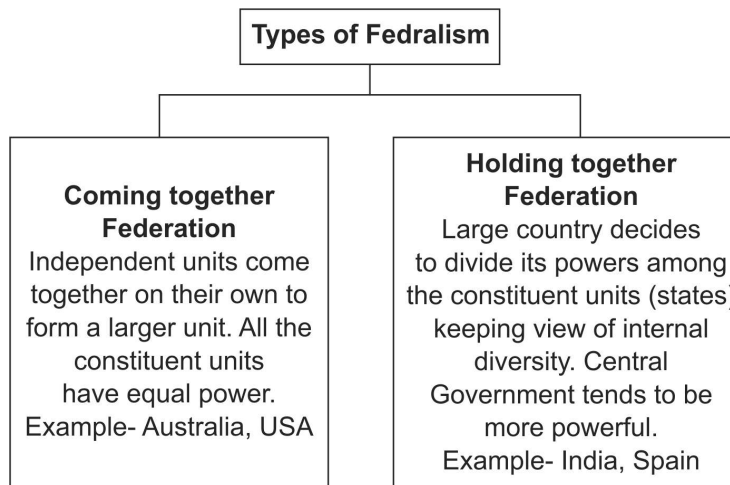 Types of Fedralism
Coming together
Federation
Independent units come
together on their own to
form a larger unit. All the
constituent units
have equal power.
Example- Australia, USA
Holding together
Federation
Large country decides
to divide its powers among
the constituent units (states)
keeping view of internal
diversity. Central
Government tends to be
more powerful.
Example- India, Spain